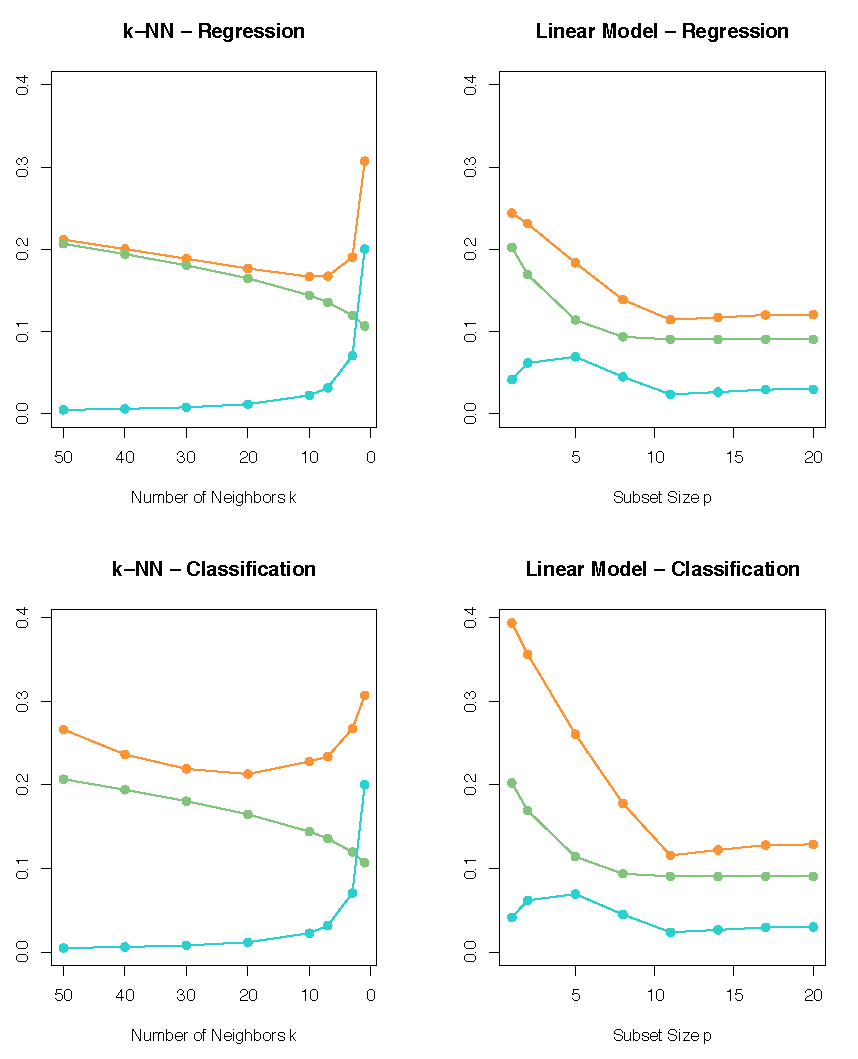 k–NN – Regression
0.4
0.3
0.2
0.1
0.0
50 40 30 20 10 0
Number of Neighbors k
Linear Model – Regression
0.4
0.3
0.2
0.1
0.0
5 10 15 20
Subset Size p
k–NN – Classification
0.4
0.3
0.2
0.1
0.0
50 40 30 20 10 0
Number of Neighbors k
Linear Model – Classification
0.4
0.3
0.2
0.1
0.0
5 10 15 20
Subset Size p